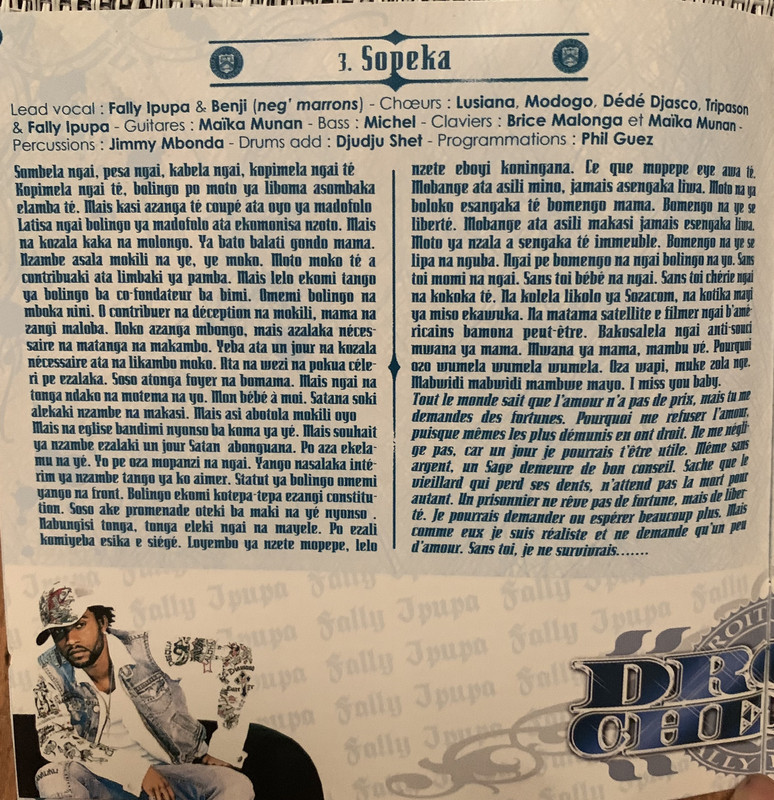 3. Sopeka
Lead vocal : Fally Ipupa & Benji (neg' marrons) - Chœurs : Lusiana, Modogo, Dédé Djasco, Tripason
& Fally Ipupa - Guitares : Maïka Munan - Bass : Michel - Claviers : Brice Malonga et Maïka Munan -
Percussions : Jimmy Mbonda - Drums add : Djudju Shet - Programmations : Phil Guez
Sombela ngai, pesa ngai, kabela ngai, kopimela ngai té
Kopimela ngai té, bolingo po moto ya liboma asombaka
elamba té. Mais kasi azanga té coupé ata oyo ya madofolo
Latisa ngai bolingo ya madofolo ata ekomonisa nzoto. Mais
na kozala kaka na molongo. Ya bato balati gondo mama.
Nzambe asala mokili na ye, ye moko. Moto moko té a
contribuaki ata limbaki ya pamba. Mais lelo ekomi tango
ya bolingo ba co-fondateur ba bimi. Omemi bolingo na
mboka nini. O contribuer na déception na mokili, mama na
zangi maloba. Noko azanga mbongo, mais azalaka néces-
saire na matanga na makambo. Yeba ata un jour na kozala
nécessaire ata na likambo moko. Ata na wezi na pokua céle-
ri pe ezalaka. Soso atonga foyer na bomama. Mais ngai na
tonga ndako na motema na yo. Mon bébé à moi. Satana soki
alekaki nzambe na makasi. Mais asi abotola mokili oyo
Mais na eglise bandimi nyonso ba koma ya yé. Mais souhait
ya nzambe ezalaki un jour Satan abonguana. Po aza ekela-
mu na yé. Yo pe oza mopanzi na ngai. Yango nasalaka inté-
rim ya nzambe tango ya ko aimer. Statut ya bolingo omemi
yango na front. Bolingo ekomi kotepa-tepa ezangi constitu-
tion. Soso ake promenade oteki ba maki na yé nyonso .
Nabungisi tonga, tonga eleki ngai na mayele. Po ezali
komiyeba esika e siégé. Loyembo ya nzete mopepe, lelo
nzete eboyi koningana. Ce que mopepe eye awa té.
Mobange ata asili mino, jamais asengaka liwa. Moto na ya
boloko esangaka té bomengo mama. Bomengo na ye se
liberté. Mobange ata asili makasi jamais esengaka liwa.
Moto ya nzala a sengaka té immeuble. Bomengo na ye se
lipa na nguba. Ngai pe bomengo na ngai bolingo na yo. Sans
toi momi na ngai. Sans toi bébé na ngai. Sans toi chérie ngai
na kokoka té. Na kolela likolo ya Sozacom, na kotika mayi
ya miso ekawuka. Na matama satellite e filmer ngai b'amé-
ricains bamona peut-être. Bakosalela ngai anti-souci
mwana ya mama. Mwana ya mama, mambu vé. Pourquoi
ozo wumela wumela wumela. Oza wapi, muke zola nge.
Mabwidi mabwidi mambwe mayo. I miss you baby.
Tout le monde sait que l'amour n'a pas de prix, mais tu me
demandes des fortunes. Pourquoi me refuser l'amour,
puisque mêmes les plus démunis en ont droit. Ne me négli-
ge pas, car un jour je pourrais t'être utile. Même sans
argent, un Sage demeure de bon conseil. Sache que le
vieillard qui perd ses dents, n'attend pas la mort pour
autant. Un prisonnier ne rêve pas de fortune, mais de liber-
té. Je pourrais demander ou espérer beaucoup plus. Mais
comme eux je suis réaliste et ne demande qu'un peu
d'amour. Sans toi, je ne survivrais.......
Fally Ipupa Fally Ipupa Fally Ipupa
DRO
CHE